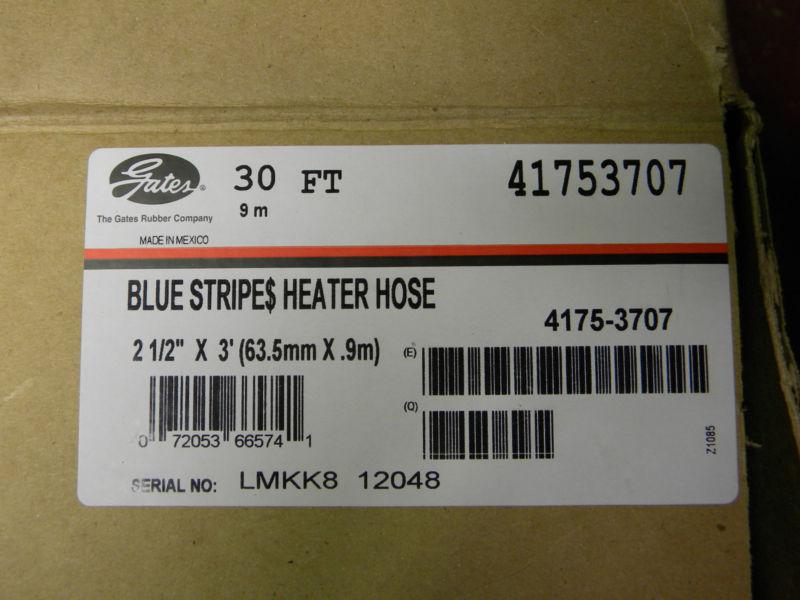 Gates®
The Gates Rubber Company
MADE IN MEXICO
30 FT
9 m
41753707
BLUE STRIPE$ HEATER HOSE
2 1/2" X 3' (63.5mm X .9m)
4175-3707
(E)
(Q)
0 72053 66574 1
Z1085
SERIAL NO: LMKK8 12048